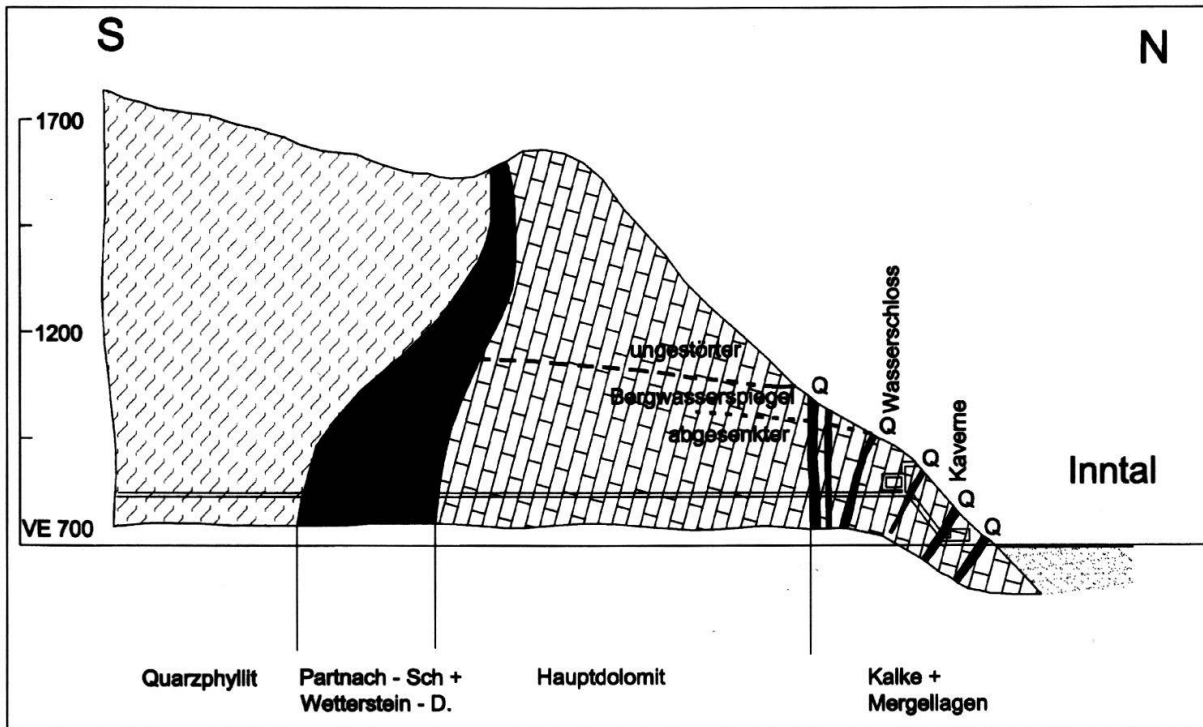 S
N
1700
1200
VE 700
ungestörter
Bergwasserspiegel
abgesenkter
Q
Q
Wasserschloss
Q
Kaverne
Q
Q
Inntal
Quarzphyllit
Partnach - Sch +
Wetterstein - D.
Hauptdolomit
Kalke +
Mergellagen